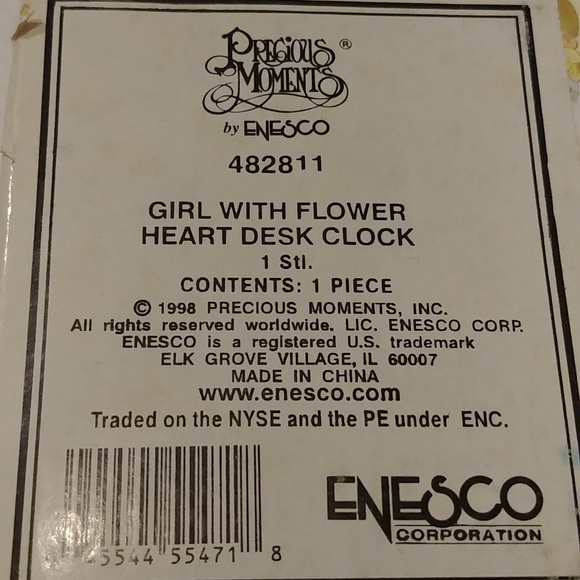 PRECIOUS ®
MOMENTS
by ENESCO
482811
GIRL WITH FLOWER
HEART DESK CLOCK
1 Stl.
CONTENTS: 1 PIECE
© 1998 PRECIOUS MOMENTS, INC.
All rights reserved worldwide. LIC. ENESCO CORP.
ENESCO is a registered U.S. trademark
ELK GROVE VILLAGE, IL 60007
MADE IN CHINA
www.enesco.com
Traded on the NYSE and the PE under ENC.
ENESCO
CORPORATION
55471 8